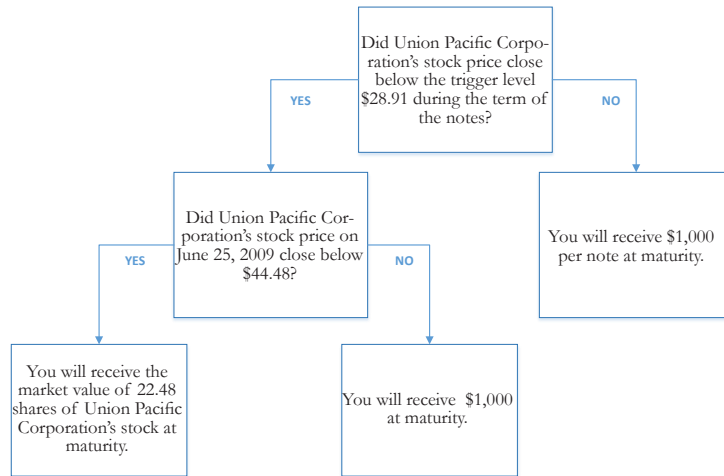 Did Union Pacific Corpo-
ration's stock price close
below the trigger level
$28.91 during the term of
the notes?
YES
NO
Did Union Pacific Cor-
poration's stock price on
June 25, 2009 close below
$44.48?
You will receive $1,000
per note at maturity.
YES
NO
You will receive the
market value of 22.48
shares of Union Pacific
Corporation's stock at
maturity.
You will receive $1,000
at maturity.